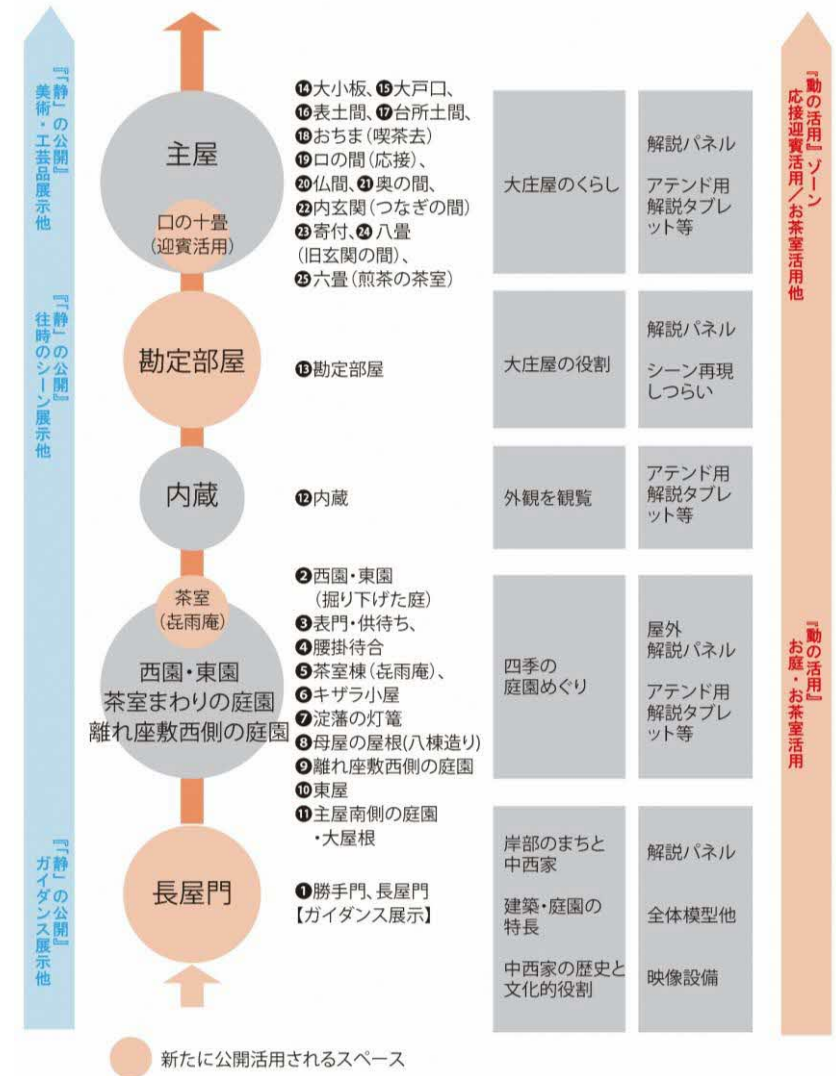 『「静」の公開』
美術・工芸品展示他
『「静」の公開』
往時のシーン展示他
『「静」の公開』
ガイダンス展示他
主屋
口の十畳
(迎賓活用)
⓮大小板、⓯大戸口、
⓰表土間、⓱台所土間、
⓲おちま(喫茶去)
⓳口の間(応接)、
⓴仏間、㉑奥の間、
㉒内玄関(つなぎの間)
㉓寄付、㉔八畳
(旧玄関の間)、
㉕六畳(煎茶の茶室)
大庄屋のくらし
解説パネル
アテンド用
解説タブレ
ット等
勘定部屋
⓭勘定部屋
大庄屋の役割
解説パネル
シーン再現
しつらい
内蔵
⓬内蔵
外観を観覧
アテンド用
解説タブレ
ット等
茶室
(㐂雨庵)
西園・東園
茶室まわりの庭園
離れ座敷西側の庭園
❷西園・東園
(掘り下げた庭)
❸表門・供待ち、
❹腰掛待合
❺茶室棟(㐂雨庵)、
❻キザラ小屋
❼淀藩の灯篭
❽母屋の屋根(八棟造り)
❾離れ座敷西側の庭園
❿東屋
⓫主屋南側の庭園
・大屋根
四季の
庭園めぐり
屋外
解説パネル
アテンド用
解説タブレ
ット等
長屋門
❶勝手門、長屋門
【ガイダンス展示】
岸部のまちと
中西家
建築・庭園の
特長
中西家の歴史と
文化的役割
解説パネル
全体模型他
映像設備
『動の活用』ゾーン
応接迎賓活用/お茶室活用他
『動の活用』
お庭・お茶室活用
新たに公開活用されるスペース